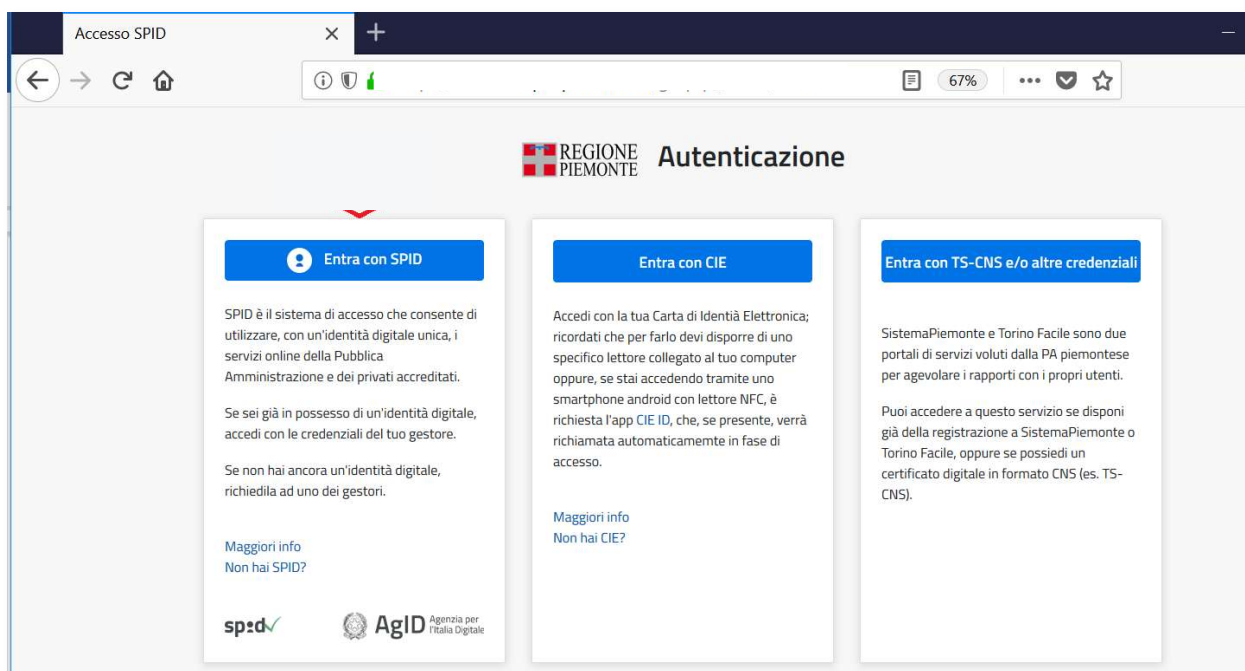 Accesso SPID
67%
REGIONE
PIEMONTE
Autenticazione
Entra con SPID
SPID è il sistema di accesso che consente di
utilizzare, con un'identità digitale unica, i
servizi online della Pubblica
Amministrazione e dei privati accreditati.
Se sei già in possesso di un'identità digitale,
accedi con le credenziali del tuo gestore.
Se non hai ancora un'identità digitale,
richiedila ad uno dei gestori.
Maggiori info
Non hai SPID?
spid
AgID Agenzia per
l'Italia Digitale
Entra con CIE
Accedi con la tua Carta di Identià Elettronica;
ricordati che per farlo devi disporre di uno
specifico lettore collegato al tuo computer
oppure, se stai accedendo tramite uno
smartphone android con lettore NFC, è
richiesta l'app CIE ID, che, se presente, verrà
richiamata automaticamemte in fase di
accesso.
Maggiori info
Non hai CIE?
Entra con TS-CNS e/o altre credenziali
SistemaPiemonte e Torino Facile sono due
portali di servizi voluti dalla PA piemontese
per agevolare i rapporti con i propri utenti.
Puoi accedere a questo servizio se disponi
già della registrazione a SistemaPiemonte o
Torino Facile, oppure se possiedi un
certificato digitale in formato CNS (es. TS-
CNS).